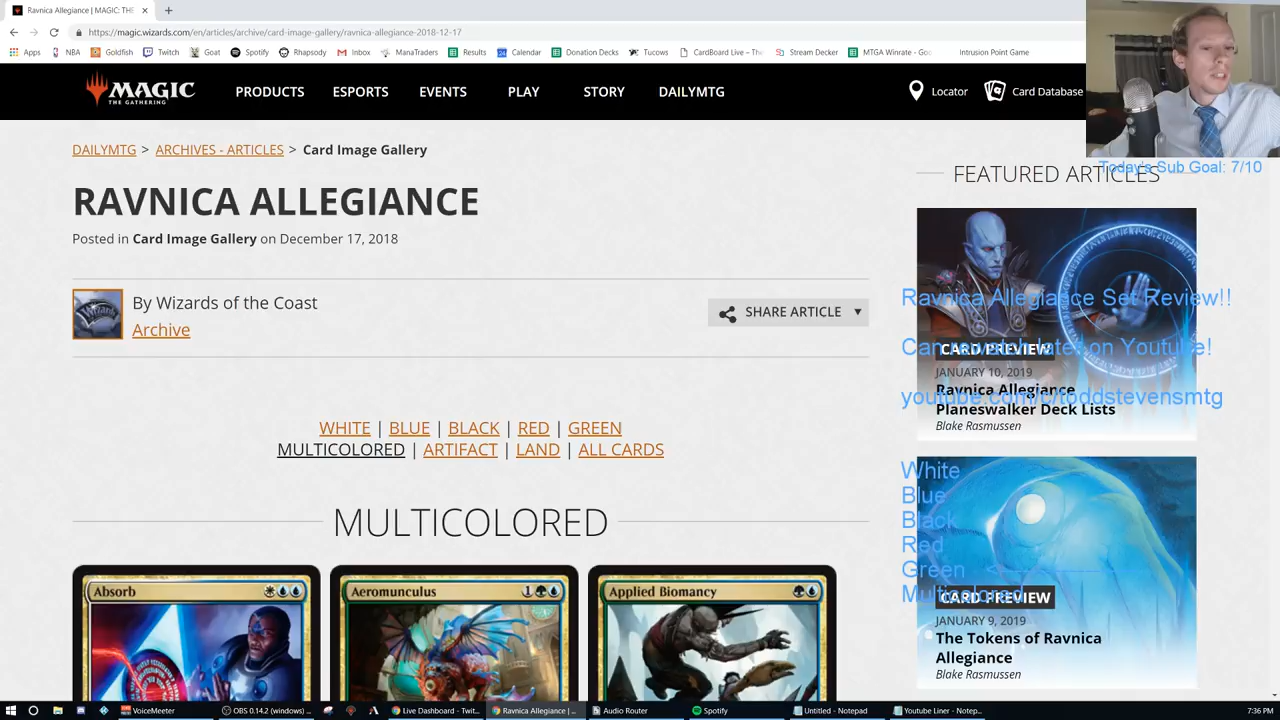 Ravnica Allegiance | MAGIC: THE
https://magic.wizards.com/en/articles/archive/card-image-gallery/ravnica-allegiance-2018-12-17
Apps NBA Goldfish Twitch Goat Spotify Rhapsody Inbox ManaTraders Results Calendar Donation Decks Tucows CardBoard Live – The Stream Decker MTGA Winrate - Goo Intrusion Point Game
MAGIC THE GATHERING PRODUCTS ESPORTS EVENTS PLAY STORY DAILYMTG Locator Card Database
DAILYMTG > ARCHIVES - ARTICLES > Card Image Gallery
RAVNICA ALLEGIANCE
Posted in Card Image Gallery on December 17, 2018
By Wizards of the Coast
Archive
SHARE ARTICLE
WHITE | BLUE | BLACK | RED | GREEN
MULTICOLORED | ARTIFACT | LAND | ALL CARDS
MULTICOLORED
Absorb
Aeromunculus 1
Applied Biomancy
Today's Sub Goal: 7/10
FEATURED ARTICLES
Ravnica Allegiance Set Review!!
Can rewatch later on Youtube!
CARD PREVIEW
JANUARY 10, 2019
Ravnica Allegiance
youtube.com/c/toddstevensmtg
Planeswalker Deck Lists
Blake Rasmussen
White
Blue
Black
Red
Green <-------------------
Multicolored
CARD PREVIEW
JANUARY 9, 2019
The Tokens of Ravnica
Allegiance
Blake Rasmussen
VoiceMeeter OBS 0.14.2 (windows) ... Live Dashboard - Twit... Ravnica Allegiance |... Audio Router Spotify Untitled - Notepad Youtube Liner - Notep... 7:36 PM